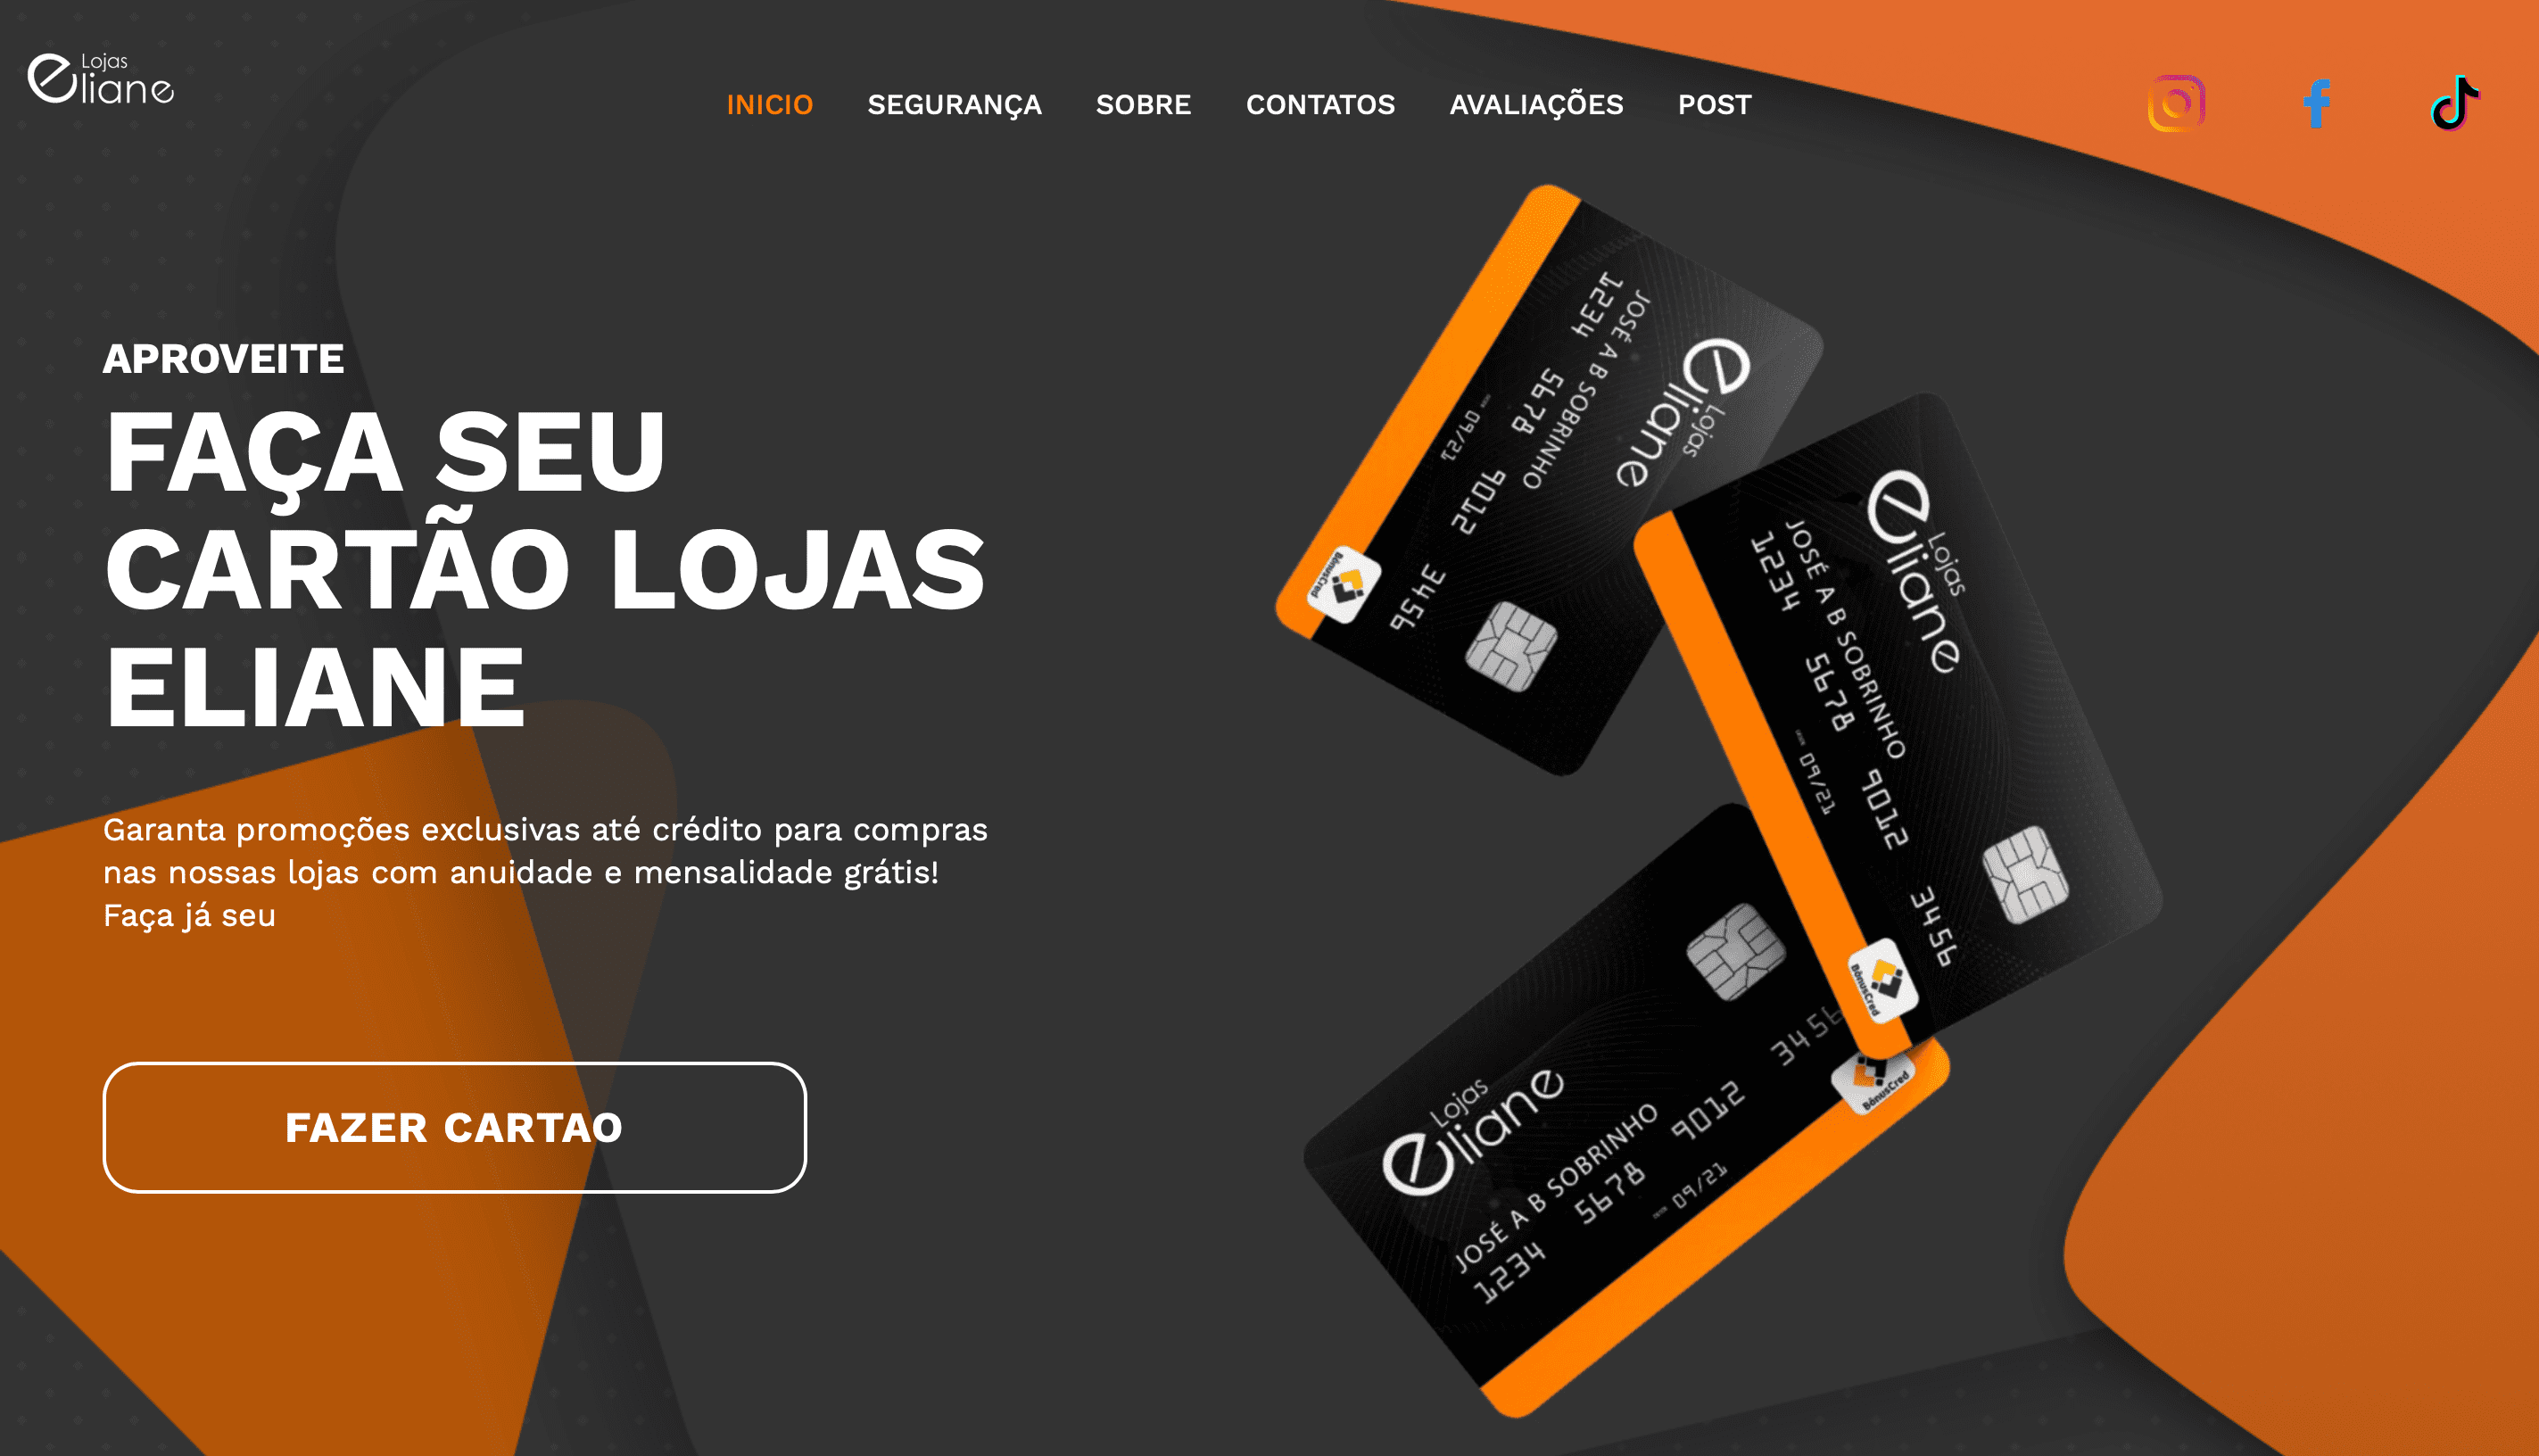 Lojas
eliane
INICIO SEGURANÇA SOBRE CONTATOS AVALIAÇÕES POST
APROVEITE
FAÇA SEU
CARTÃO LOJAS
ELIANE
Garanta promoções exclusivas até crédito para compras
nas nossas lojas com anuidade e mensalidade grátis!
Faça já seu
FAZER CARTAO
Lojas
eliane
JOSÉ A B SOBRINHO
1234 5678 9012 3456
09/21
BônusCred
Lojas
eliane
JOSÉ A B SOBRINHO
1234 5678 9012 3456
09/21
BônusCred
Lojas
eliane
JOSÉ A B SOBRINHO
1234 5678 9012 3456
09/21
BônusCred